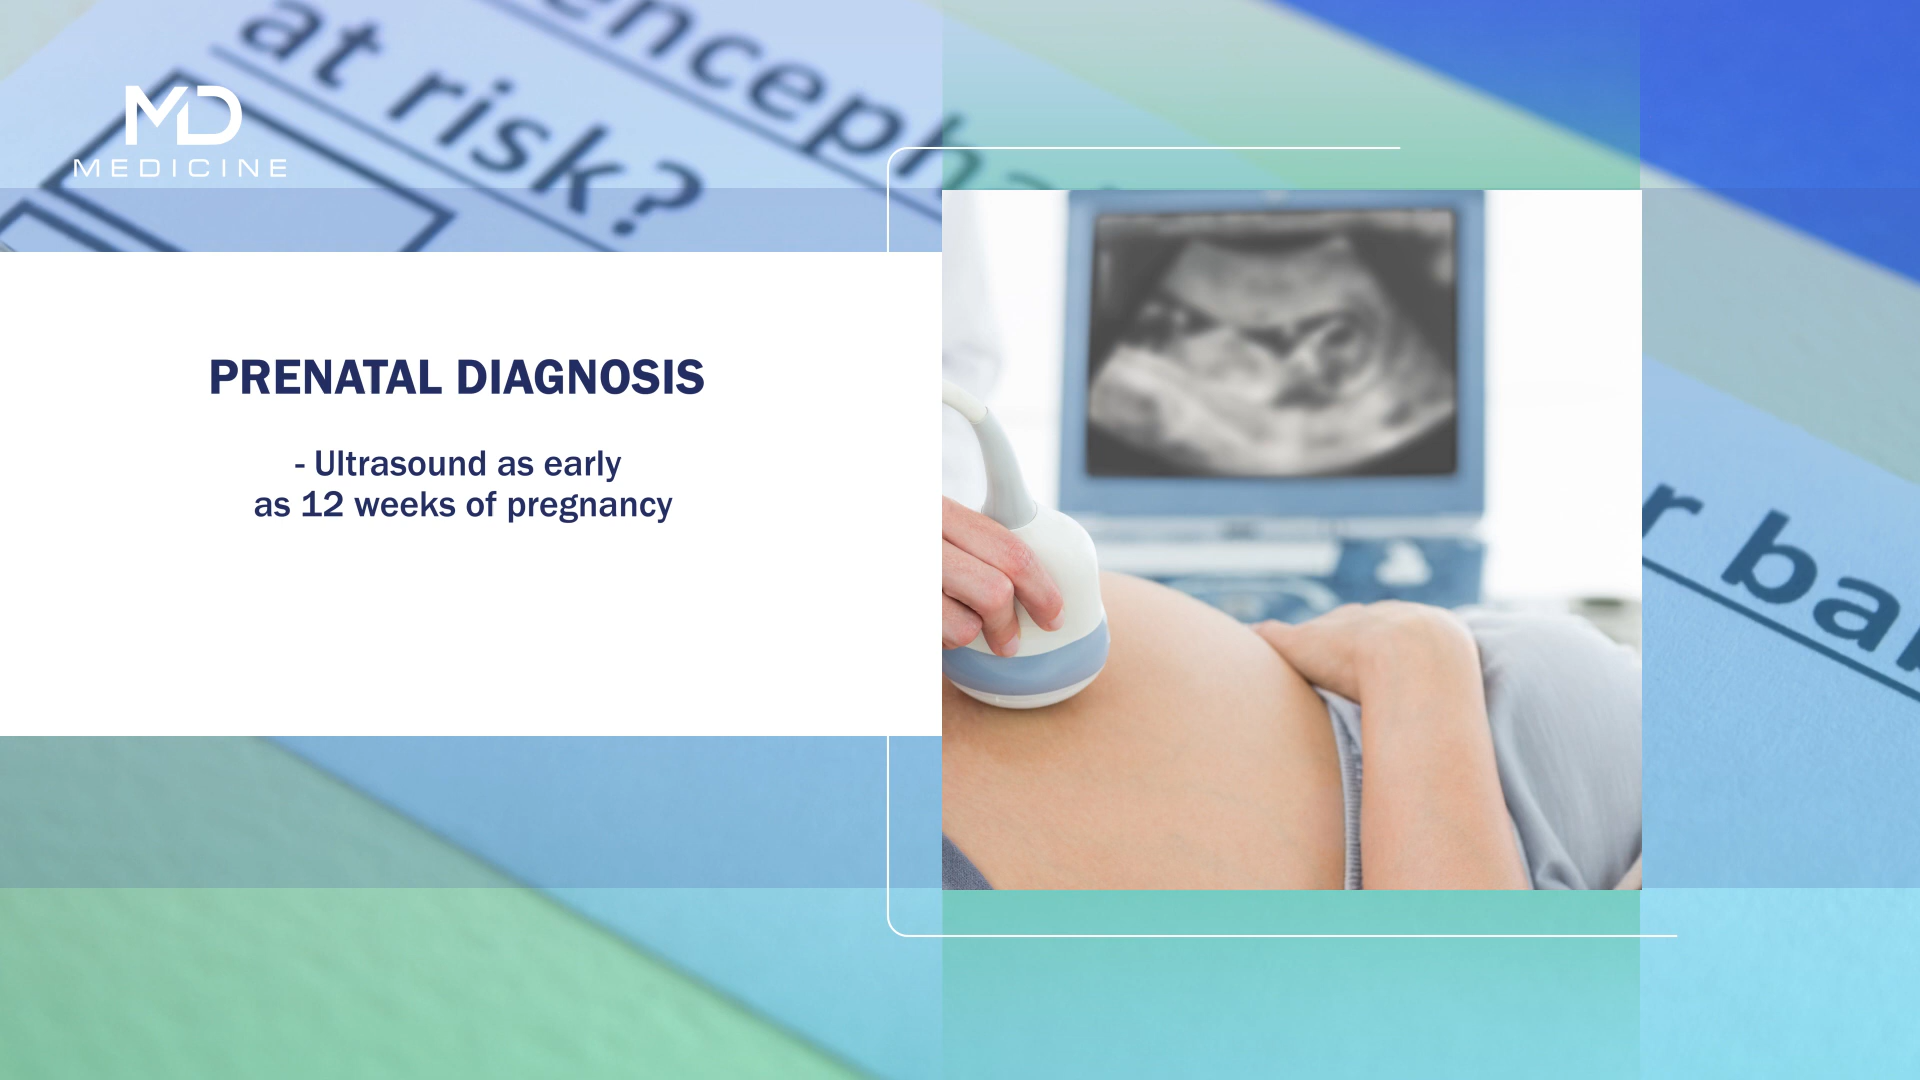 at risk?
MD
MEDICINE
PRENATAL DIAGNOSIS
- Ultrasound as early
as 12 weeks of pregnancy